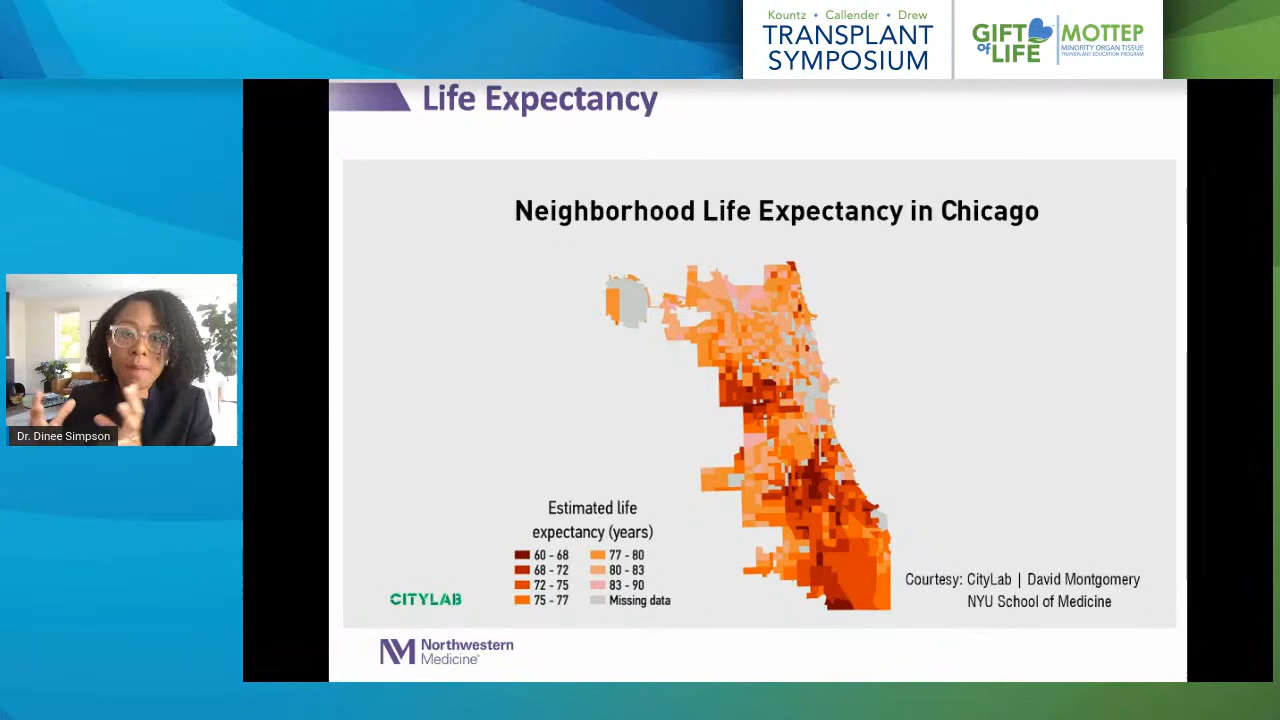 Kountz • Callender • Drew
TRANSPLANT
SYMPOSIUM
GIFT
of
LIFE
MOTTEP
MINORITY ORGAN TISSUE
TRANSPLANT EDUCATION PROGRAM
Life Expectancy
Neighborhood Life Expectancy in Chicago
Dr. Dinee Simpson
Estimated life
expectancy (years)
60 - 68
68 - 72
72 - 75
75 - 77
77 - 80
80 - 83
83 - 90
Missing data
CITYLAB
Courtesy: CityLab | David Montgomery
NYU School of Medicine
Northwestern
Medicine